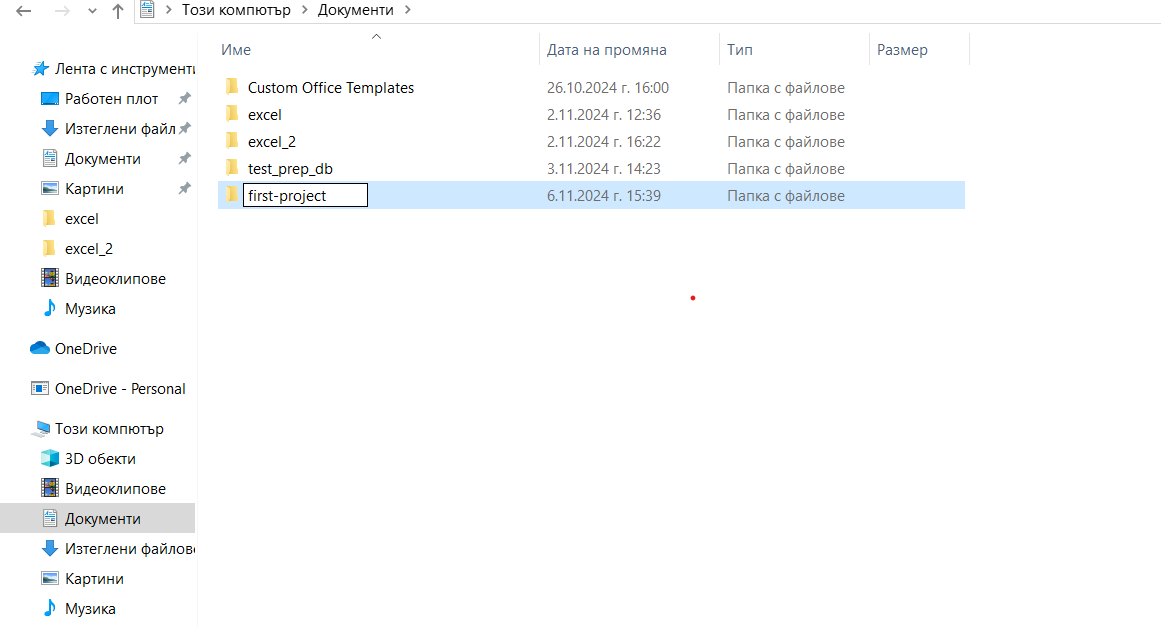 Този компютър > Документи >
Име Дата на промяна Тип Размер
Custom Office Templates 26.10.2024 г. 16:00 Папка с файлове
excel 2.11.2024 г. 12:36 Папка с файлове
excel_2 2.11.2024 г. 16:22 Папка с файлове
test_prep_db 3.11.2024 г. 14:23 Папка с файлове
first-project 6.11.2024 г. 15:39 Папка с файлове
Лента с инструменти
Работен плот
Изтеглени файл
Документи
Картини
excel
excel_2
Видеоклипове
Музика
OneDrive
OneDrive - Personal
Този компютър
3D обекти
Видеоклипове
Документи
Изтеглени файлове
Картини
Музика